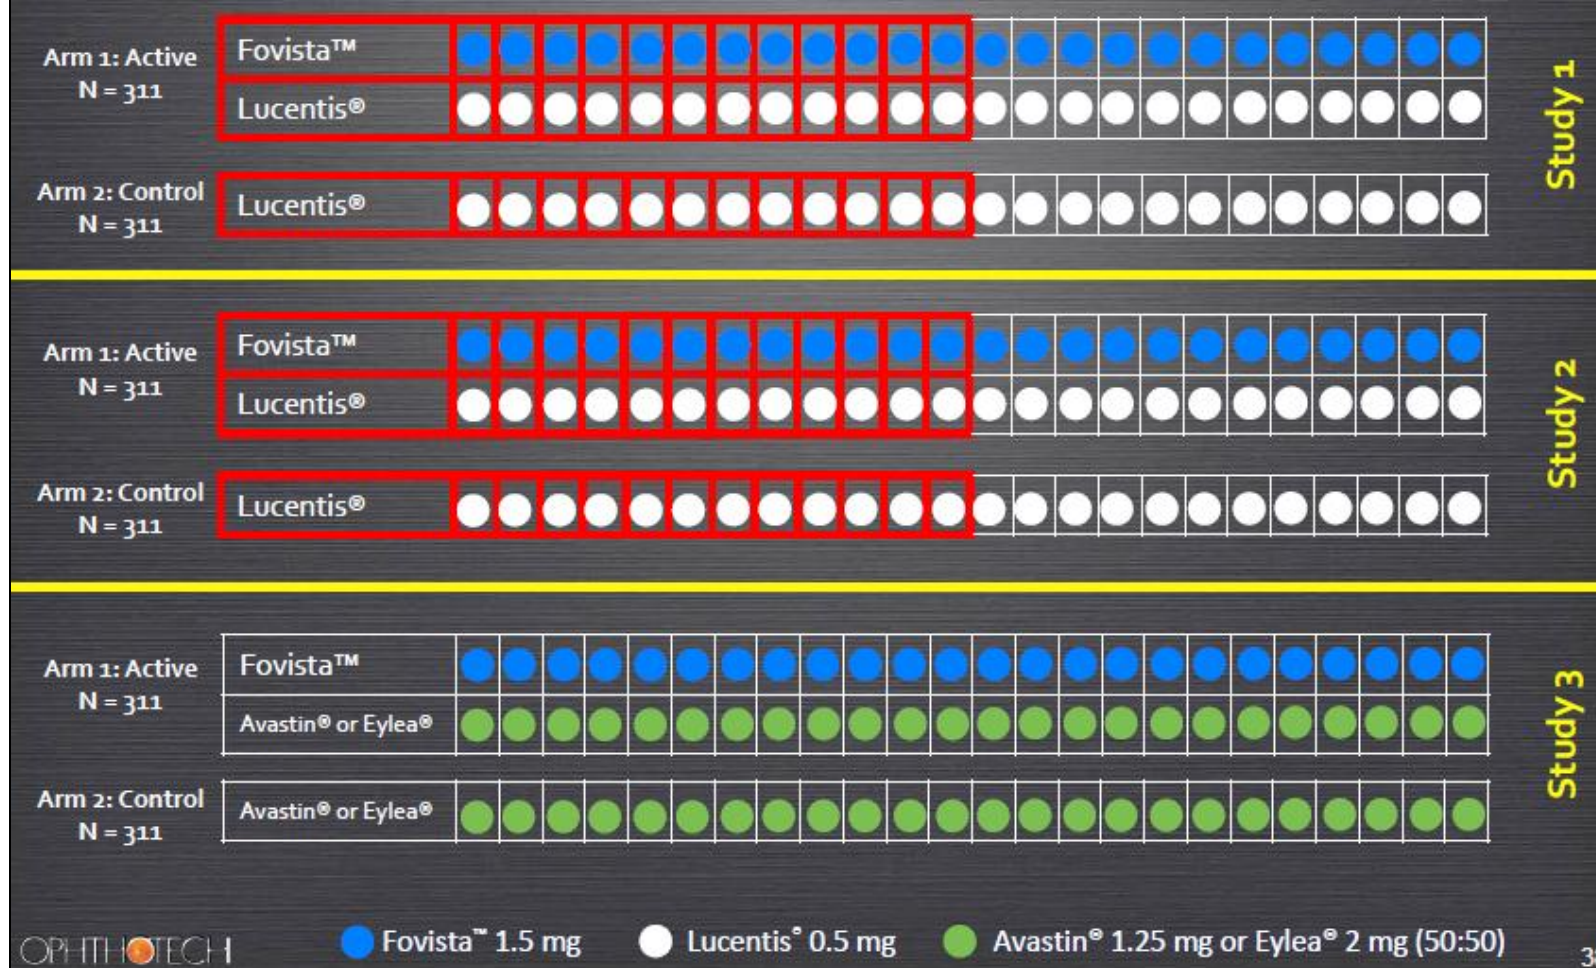 Arm 1: Active
N = 311
Fovista™
Lucentis®
Arm 2: Control
N = 311
Lucentis®
Study 1
Arm 1: Active
N = 311
Fovista™
Lucentis®
Arm 2: Control
N = 311
Lucentis®
Study 2
Arm 1: Active
N = 311
Fovista™
Avastin® or Eylea®
Arm 2: Control
N = 311
Avastin® or Eylea®
Study 3
OPHTHOTECH
Fovista™ 1.5 mg
Lucentis® 0.5 mg
Avastin® 1.25 mg or Eylea® 2 mg (50:50)